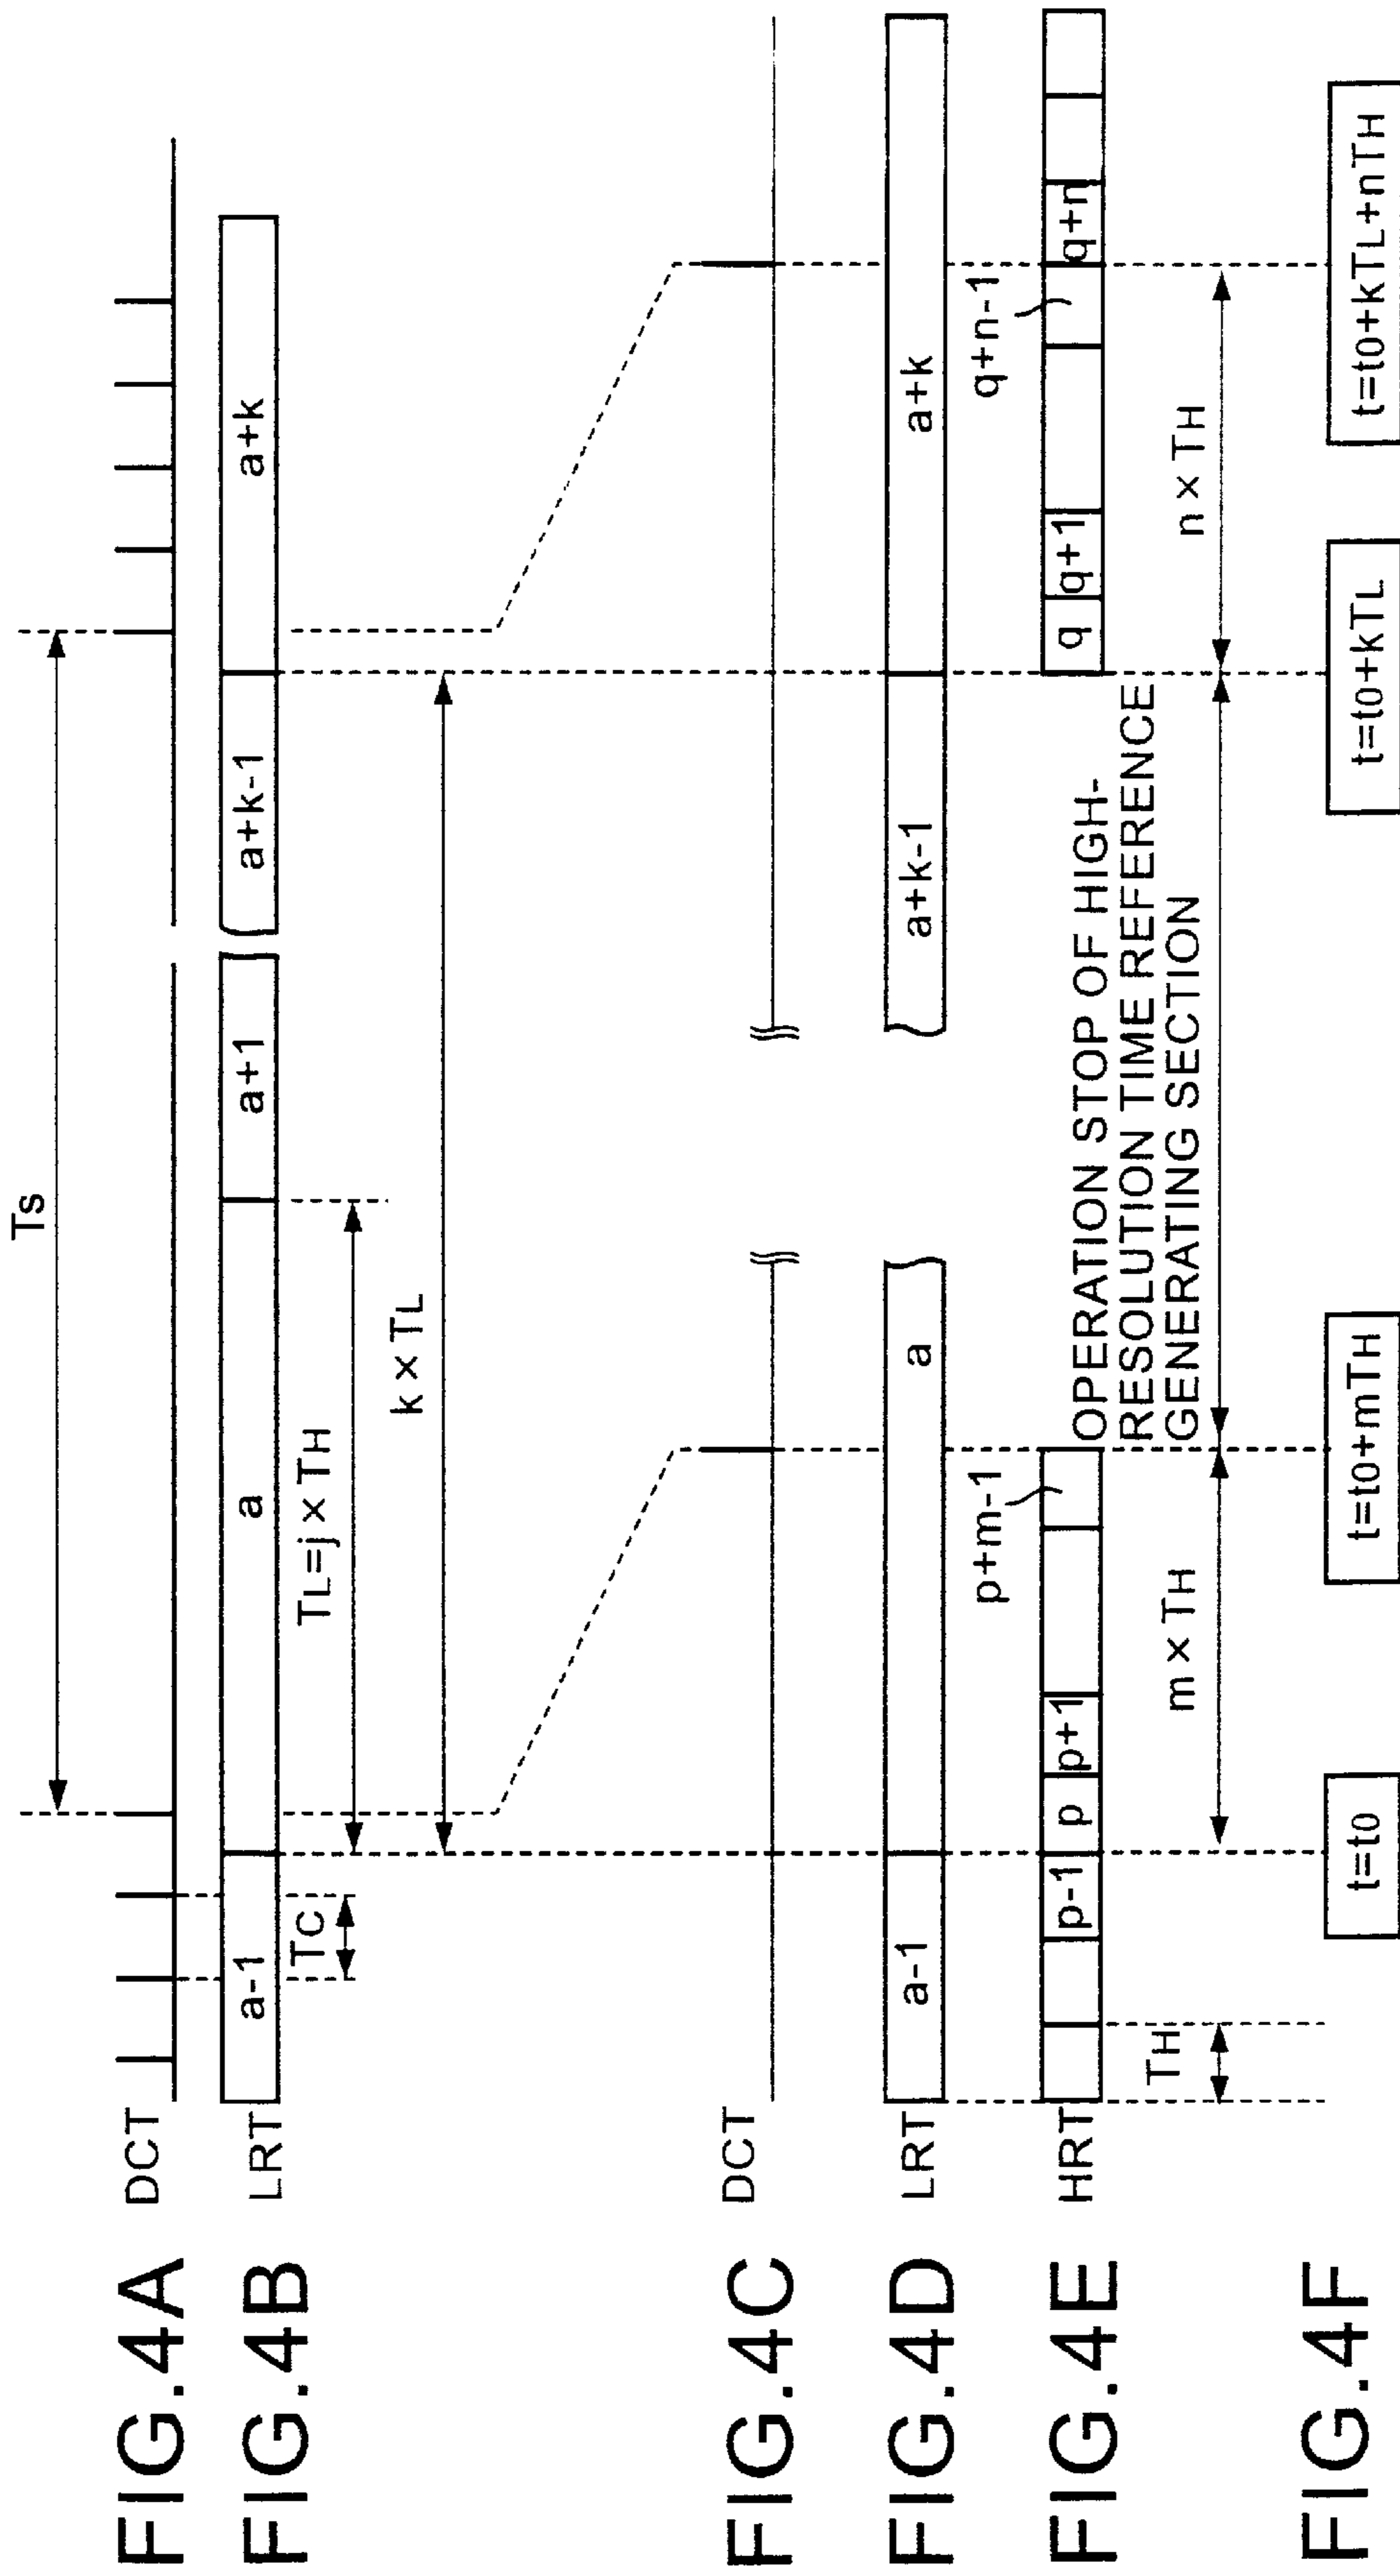 Ts
FIG.4A DCT
FIG.4B LRT a-1 a a+1 a+k-1 a+k
TC
TL=j×TH
k×TL
FIG.4C DCT
FIG.4D LRT a-1 a a+k-1 a+k
p+m-1
q+n-1
FIG.4E HRT p-1 p p+1 q q+1 q+n
OPERATION STOP OF HIGH-
RESOLUTION TIME REFERENCE
GENERATING SECTION
TH
m×TH
n×TH
FIG.4F t=t0 t=t0+mTH t=t0+kTL t=t0+kTL+nTH